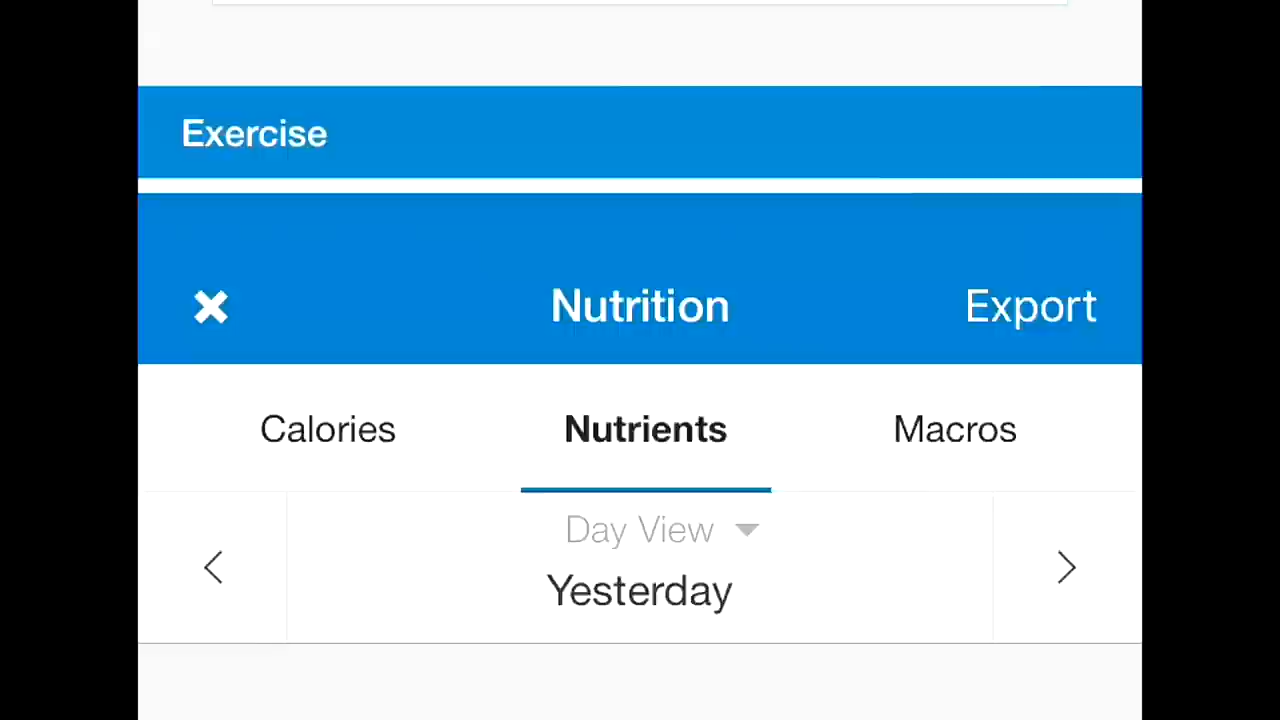 Exercise
Nutrition Export
Calories Nutrients Macros
Day View
Yesterday